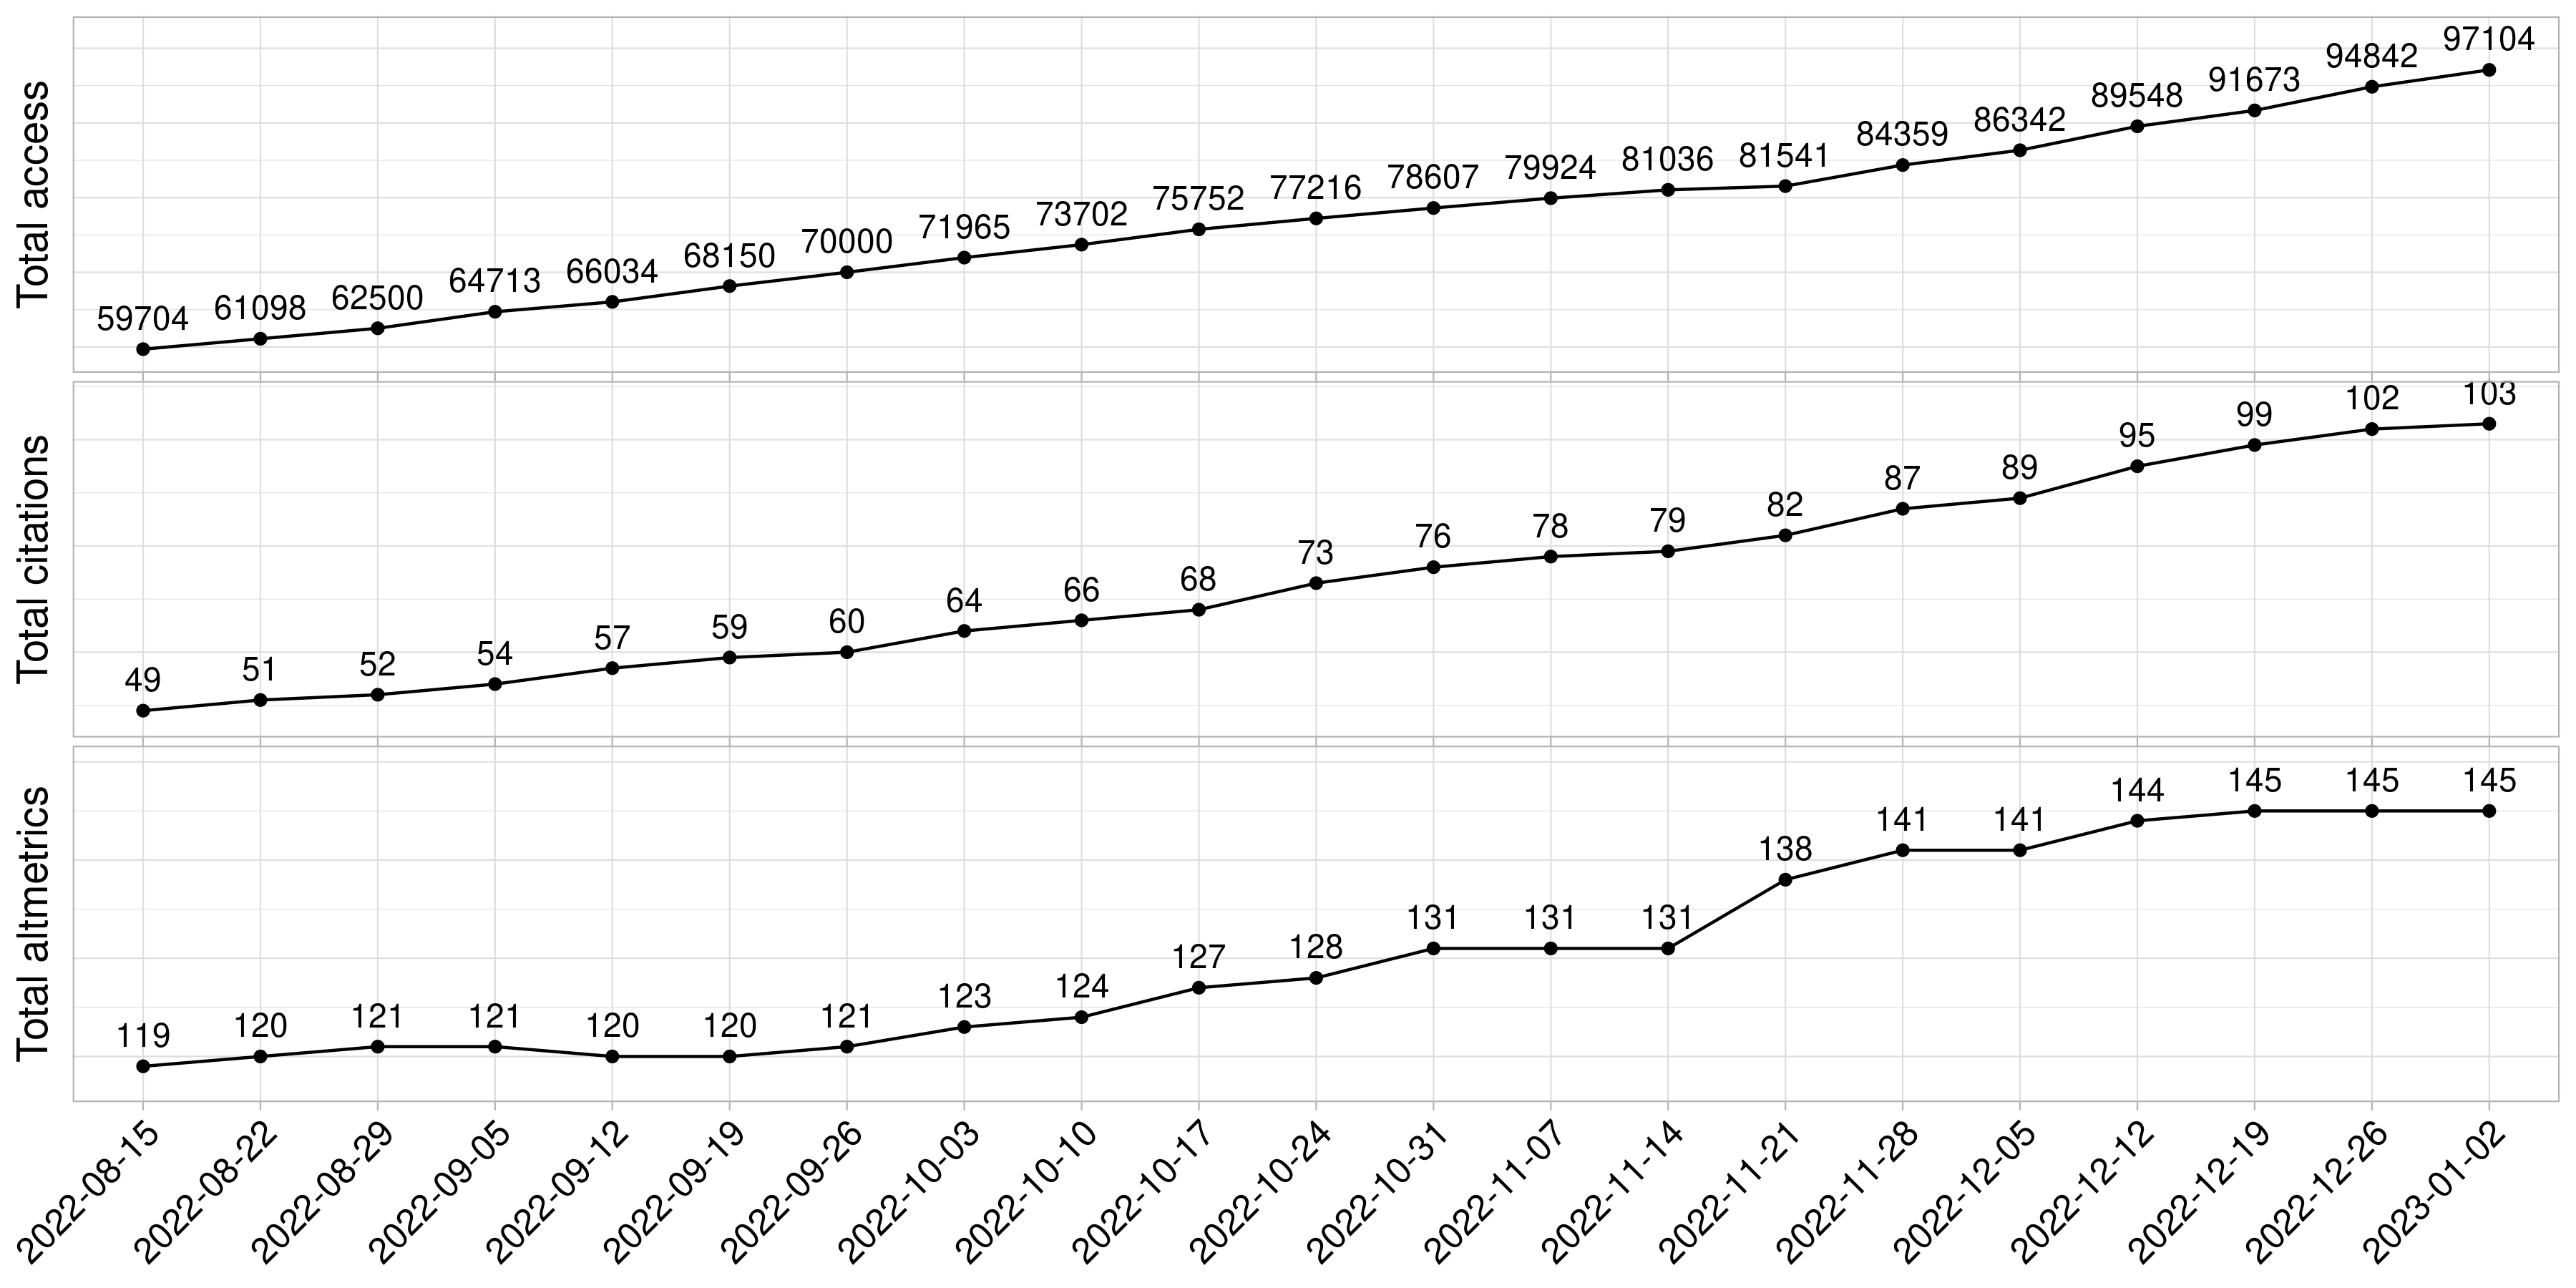 Total access
59704 61098 62500 64713 66034 68150 70000 71965 73702 75752 77216 78607 79924 81036 81541 84359 86342 89548 91673 94842 97104
Total citations
49 51 52 54 57 59 60 64 66 68 73 76 78 79 82 87 89 95 99 102 103
Total altmetrics
119 120 121 121 120 120 121 123 124 127 128 131 131 131 138 141 141 144 145 145 145
2022-08-15 2022-08-22 2022-08-29 2022-09-05 2022-09-12 2022-09-19 2022-09-26 2022-10-03 2022-10-10 2022-10-17 2022-10-24 2022-10-31 2022-11-07 2022-11-14 2022-11-21 2022-11-28 2022-12-05 2022-12-12 2022-12-19 2022-12-26 2023-01-02